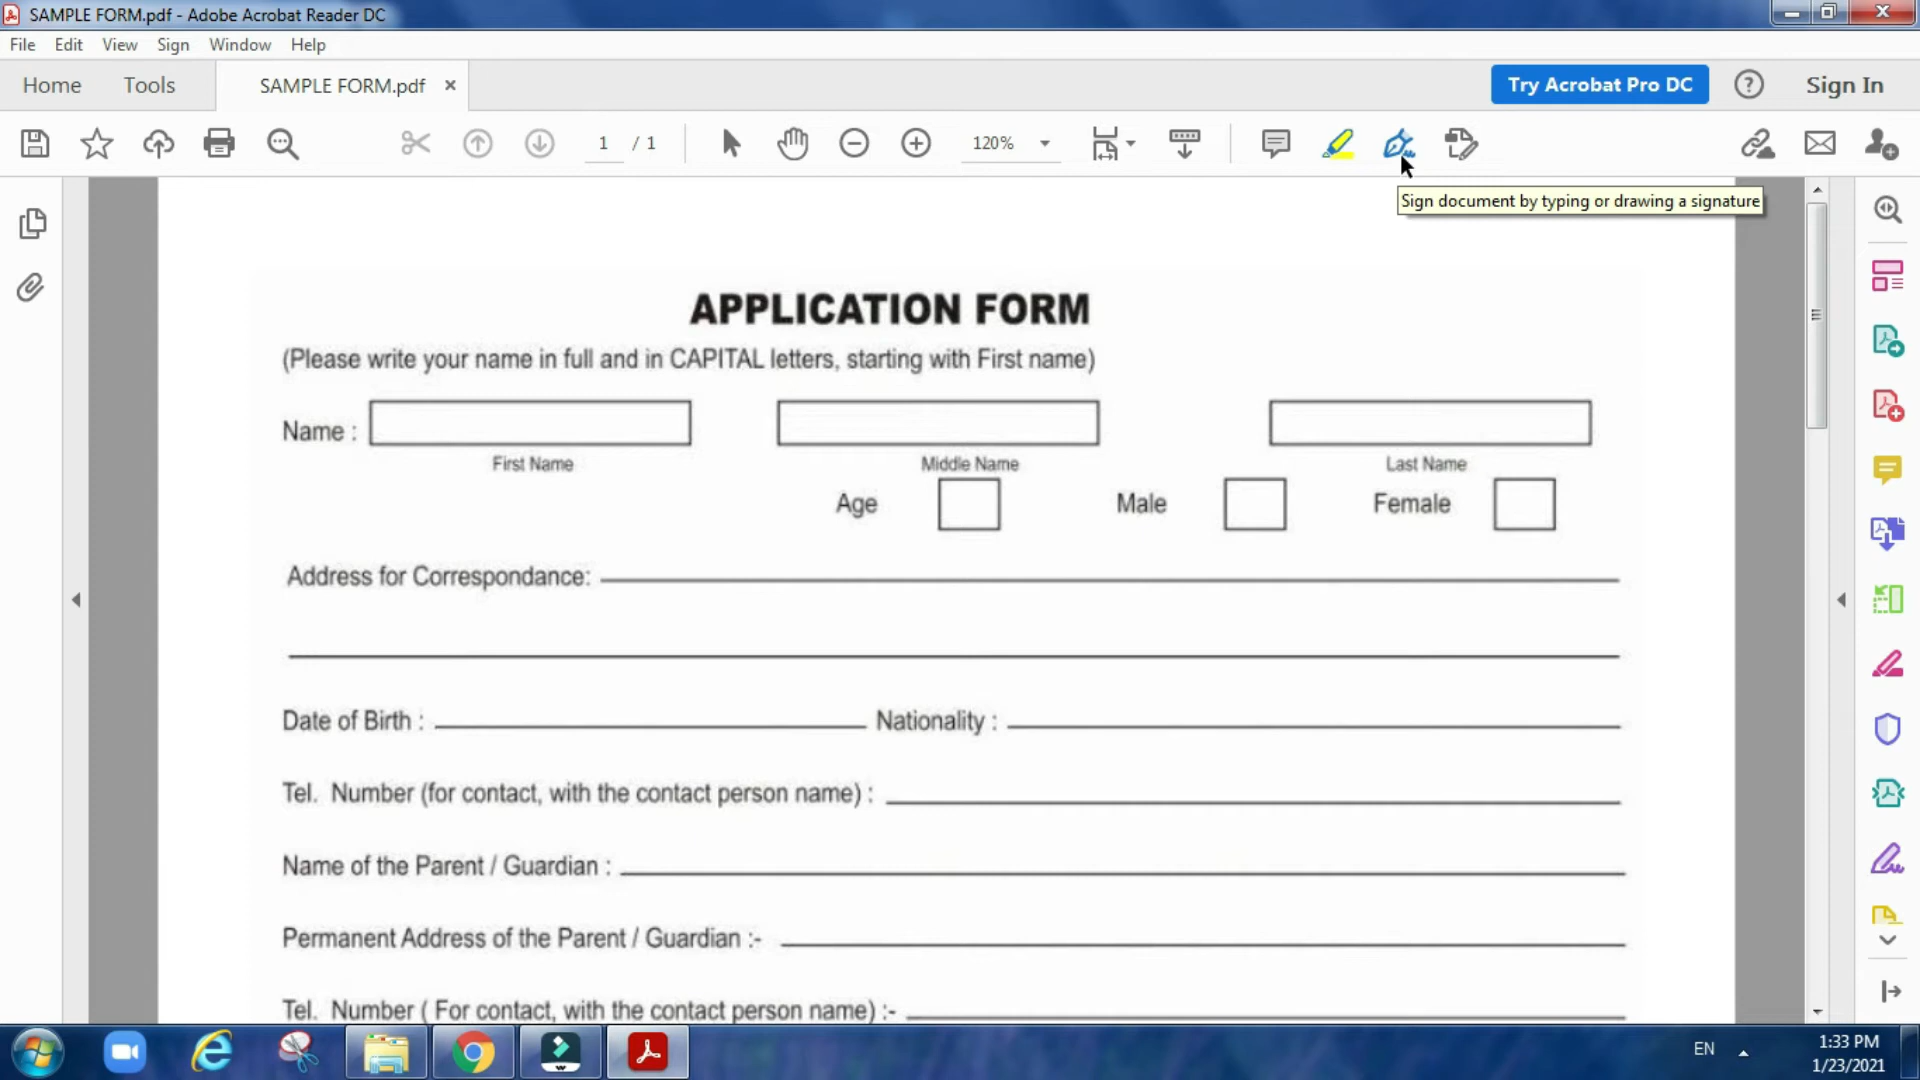 SAMPLE FORM.pdf - Adobe Acrobat Reader DC
File Edit View Sign Window Help
Home Tools SAMPLE FORM.pdf × Try Acrobat Pro DC ? Sign In
1 / 1 120%
Sign document by typing or drawing a signature
APPLICATION FORM
(Please write your name in full and in CAPITAL letters, starting with First name)
Name :
First Name Middle Name Last Name
Age Male Female
Address for Correspondance:
Date of Birth : Nationality :
Tel. Number (for contact, with the contact person name) :
Name of the Parent / Guardian :
Permanent Address of the Parent / Guardian :-
Tel. Number ( For contact, with the contact person name) :-
EN 1:33 PM
1/23/2021